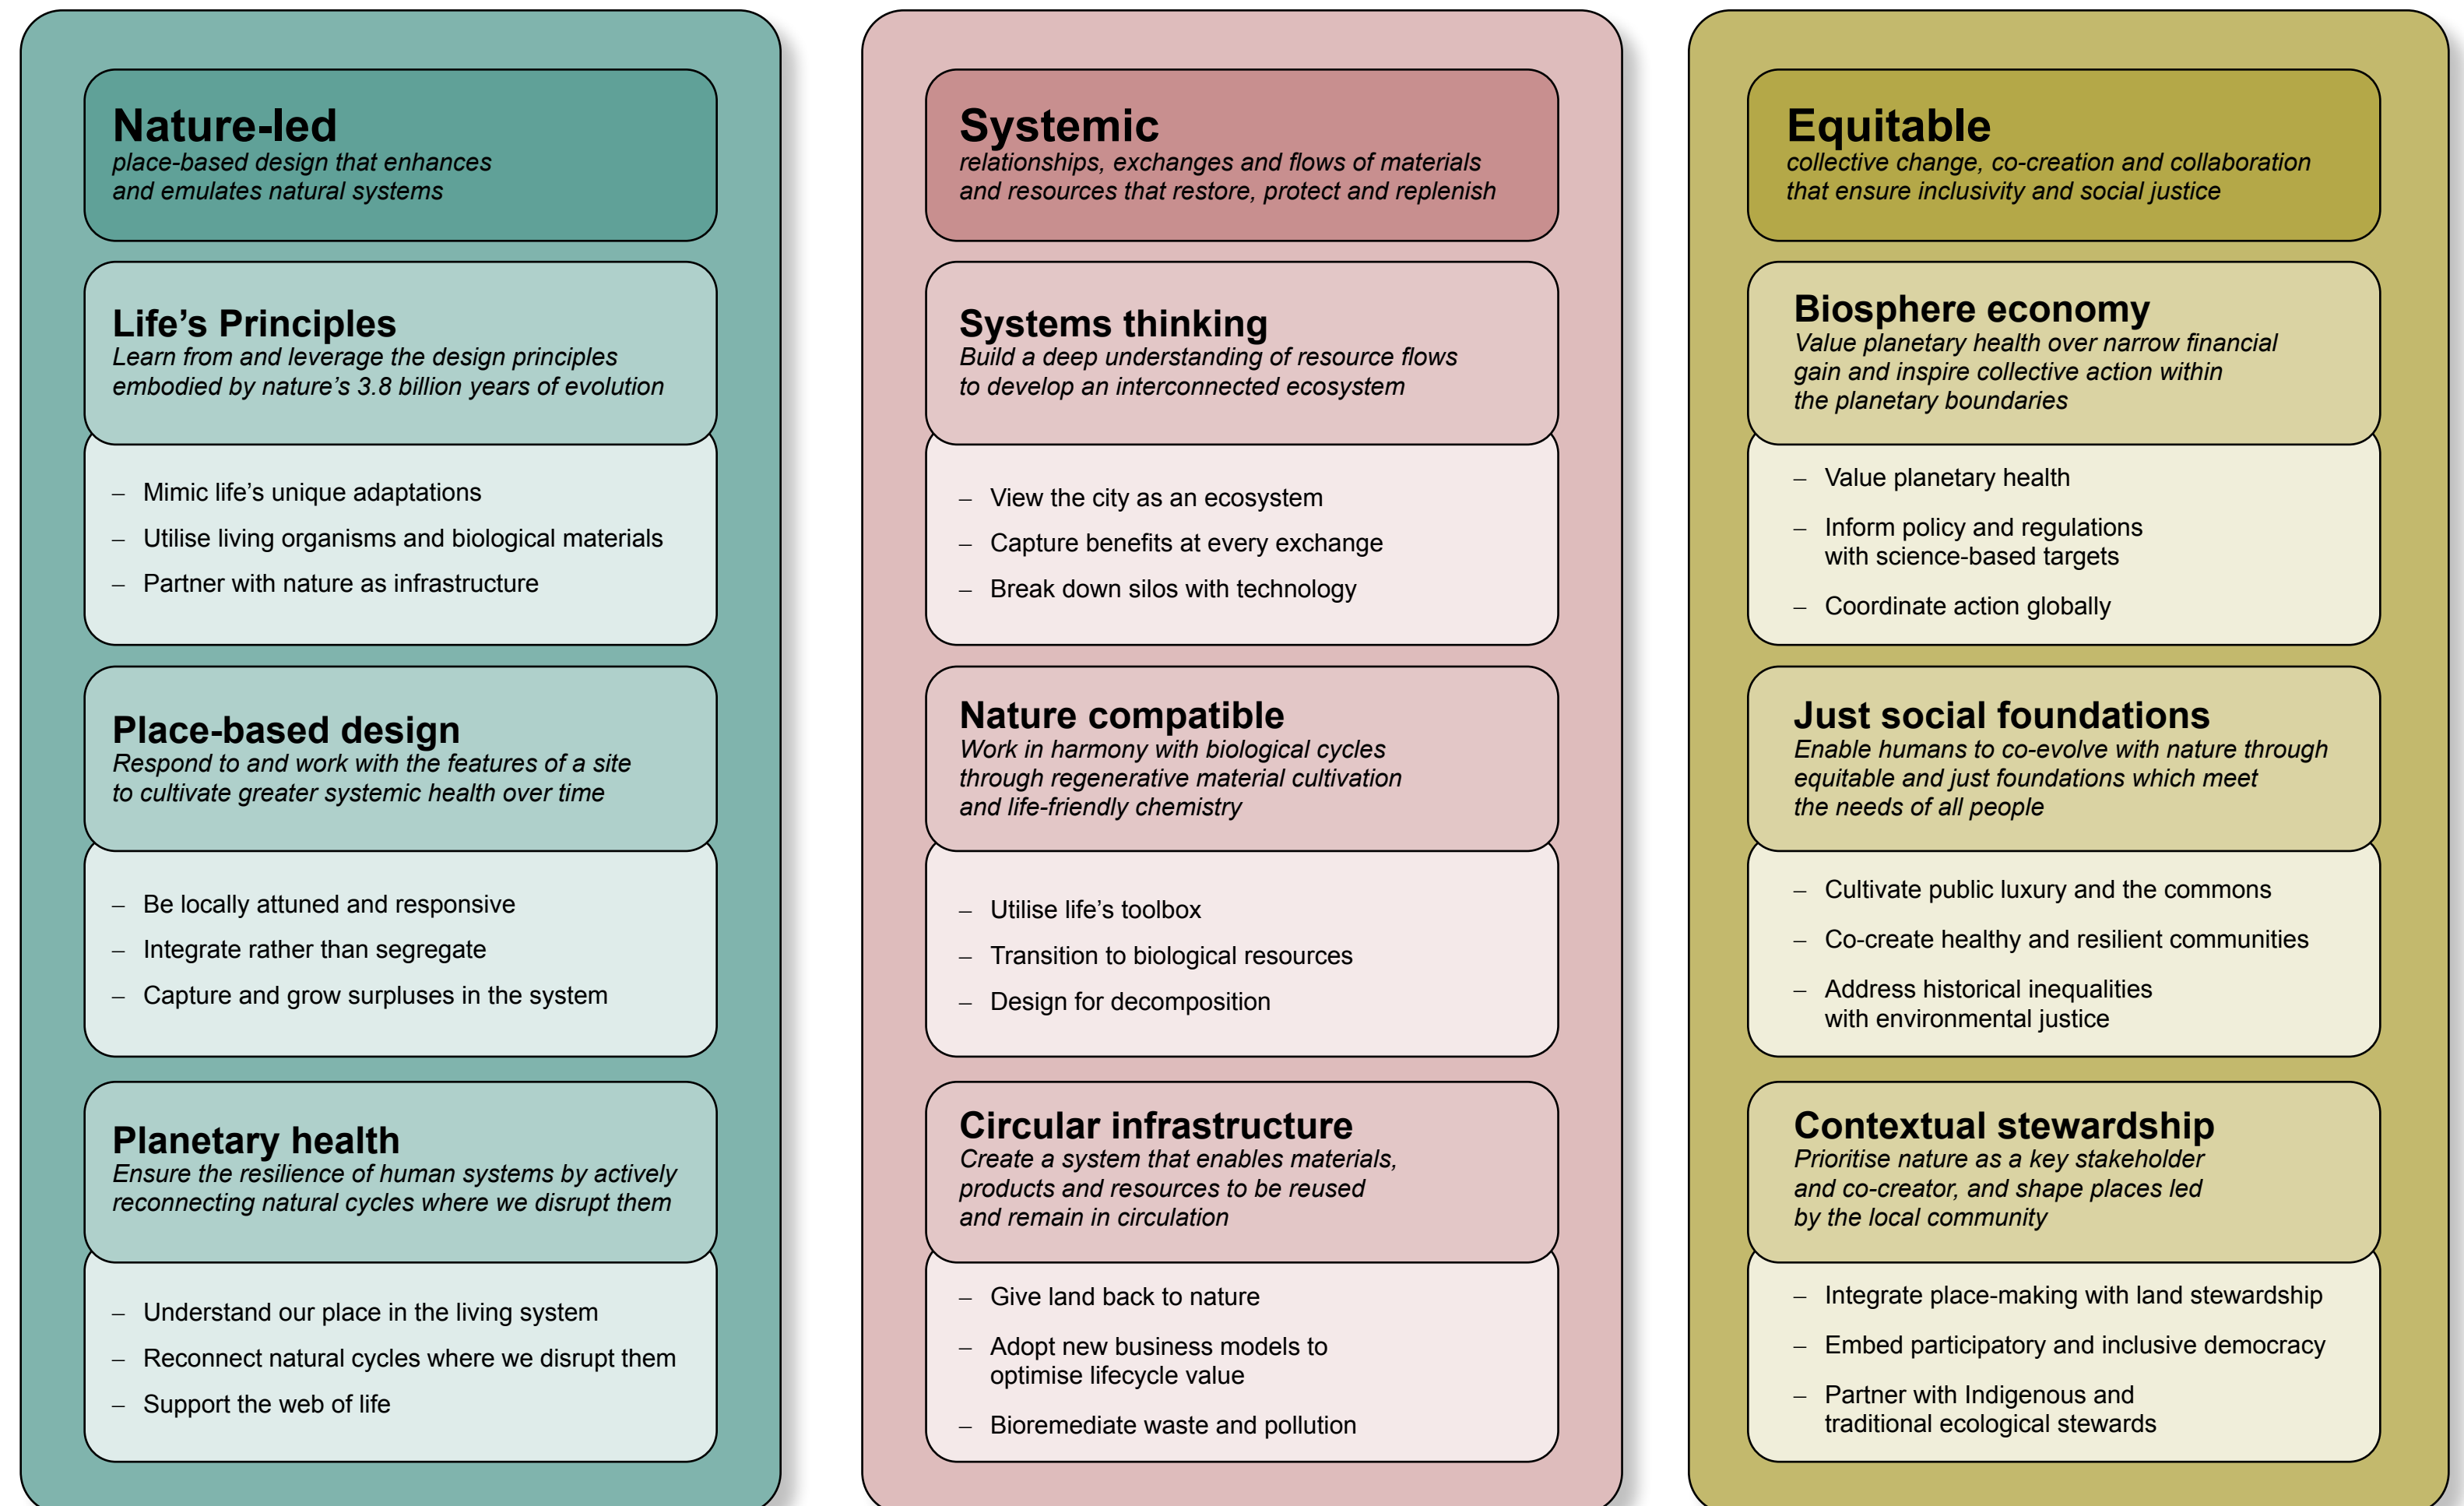 Nature-led
place-based design that enhances
and emulates natural systems
Life’s Principles
Learn from and leverage the design principles
embodied by nature’s 3.8 billion years of evolution
– Mimic life’s unique adaptations
– Utilise living organisms and biological materials
– Partner with nature as infrastructure
Place-based design
Respond to and work with the features of a site
to cultivate greater systemic health over time
– Be locally attuned and responsive
– Integrate rather than segregate
– Capture and grow surpluses in the system
Planetary health
Ensure the resilience of human systems by actively
reconnecting natural cycles where we disrupt them
– Understand our place in the living system
– Reconnect natural cycles where we disrupt them
– Support the web of life
Systemic
relationships, exchanges and flows of materials
and resources that restore, protect and replenish
Systems thinking
Build a deep understanding of resource flows
to develop an interconnected ecosystem
– View the city as an ecosystem
– Capture benefits at every exchange
– Break down silos with technology
Nature compatible
Work in harmony with biological cycles
through regenerative material cultivation
and life-friendly chemistry
– Utilise life’s toolbox
– Transition to biological resources
– Design for decomposition
Circular infrastructure
Create a system that enables materials,
products and resources to be reused
and remain in circulation
– Give land back to nature
– Adopt new business models to
optimise lifecycle value
– Bioremediate waste and pollution
Equitable
collective change, co-creation and collaboration
that ensure inclusivity and social justice
Biosphere economy
Value planetary health over narrow financial
gain and inspire collective action within
the planetary boundaries
– Value planetary health
– Inform policy and regulations
with science-based targets
– Coordinate action globally
Just social foundations
Enable humans to co-evolve with nature through
equitable and just foundations which meet
the needs of all people
– Cultivate public luxury and the commons
– Co-create healthy and resilient communities
– Address historical inequalities
with environmental justice
Contextual stewardship
Prioritise nature as a key stakeholder
and co-creator, and shape places led
by the local community
– Integrate place-making with land stewardship
– Embed participatory and inclusive democracy
– Partner with Indigenous and
traditional ecological stewards